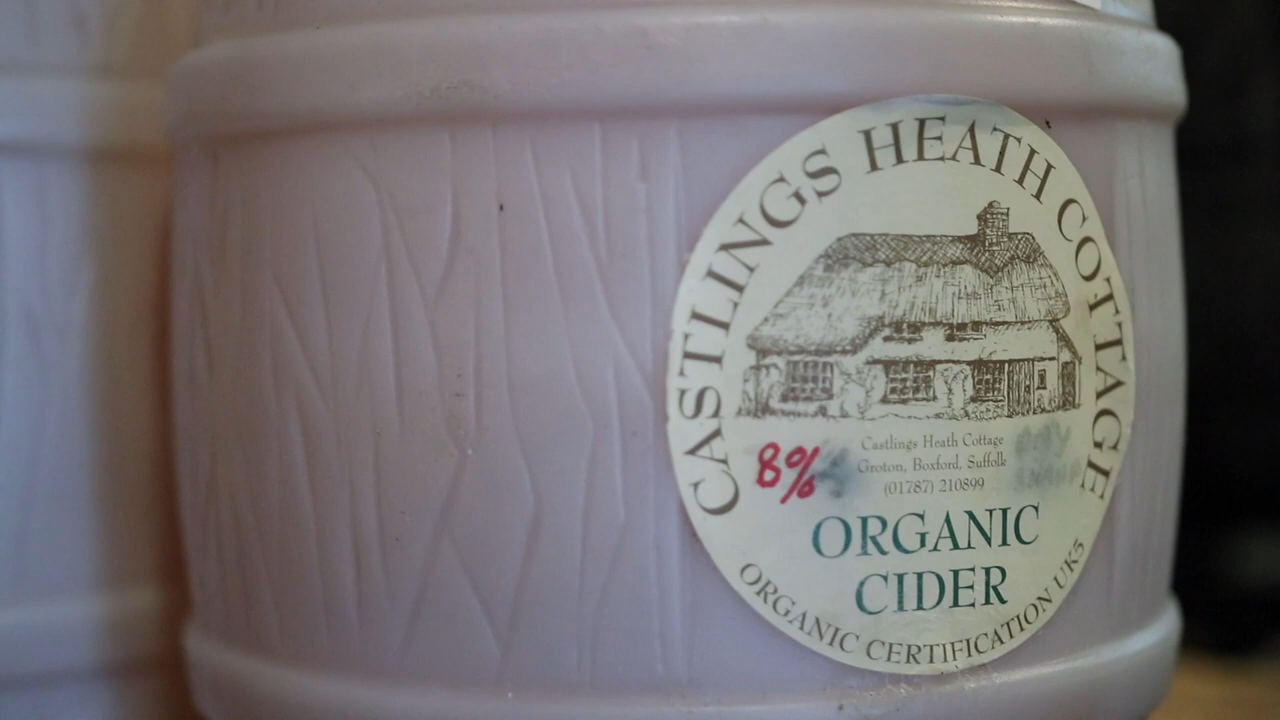 CASTLINGS HEATH COTTAGE
8%
Castlings Heath Cottage
Groton, Boxford, Suffolk
(01787) 210899
ORGANIC
CIDER
ORGANIC CERTIFICATION UK5